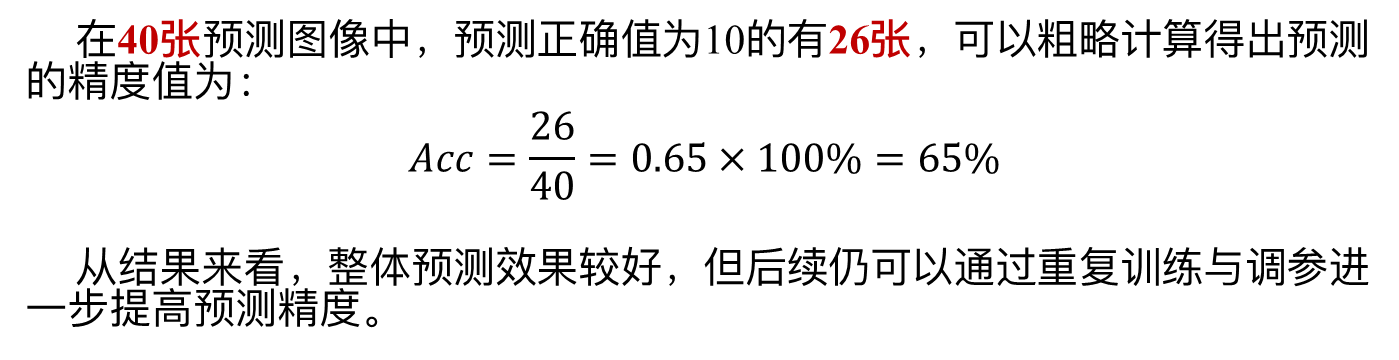 在40张预测图像中，预测正确值为10的有26张，可以粗略计算得出预测
的精度值为：
Acc = 26/40 = 0.65 × 100% = 65%
从结果来看，整体预测效果较好，但后续仍可以通过重复训练与调参进
一步提高预测精度。